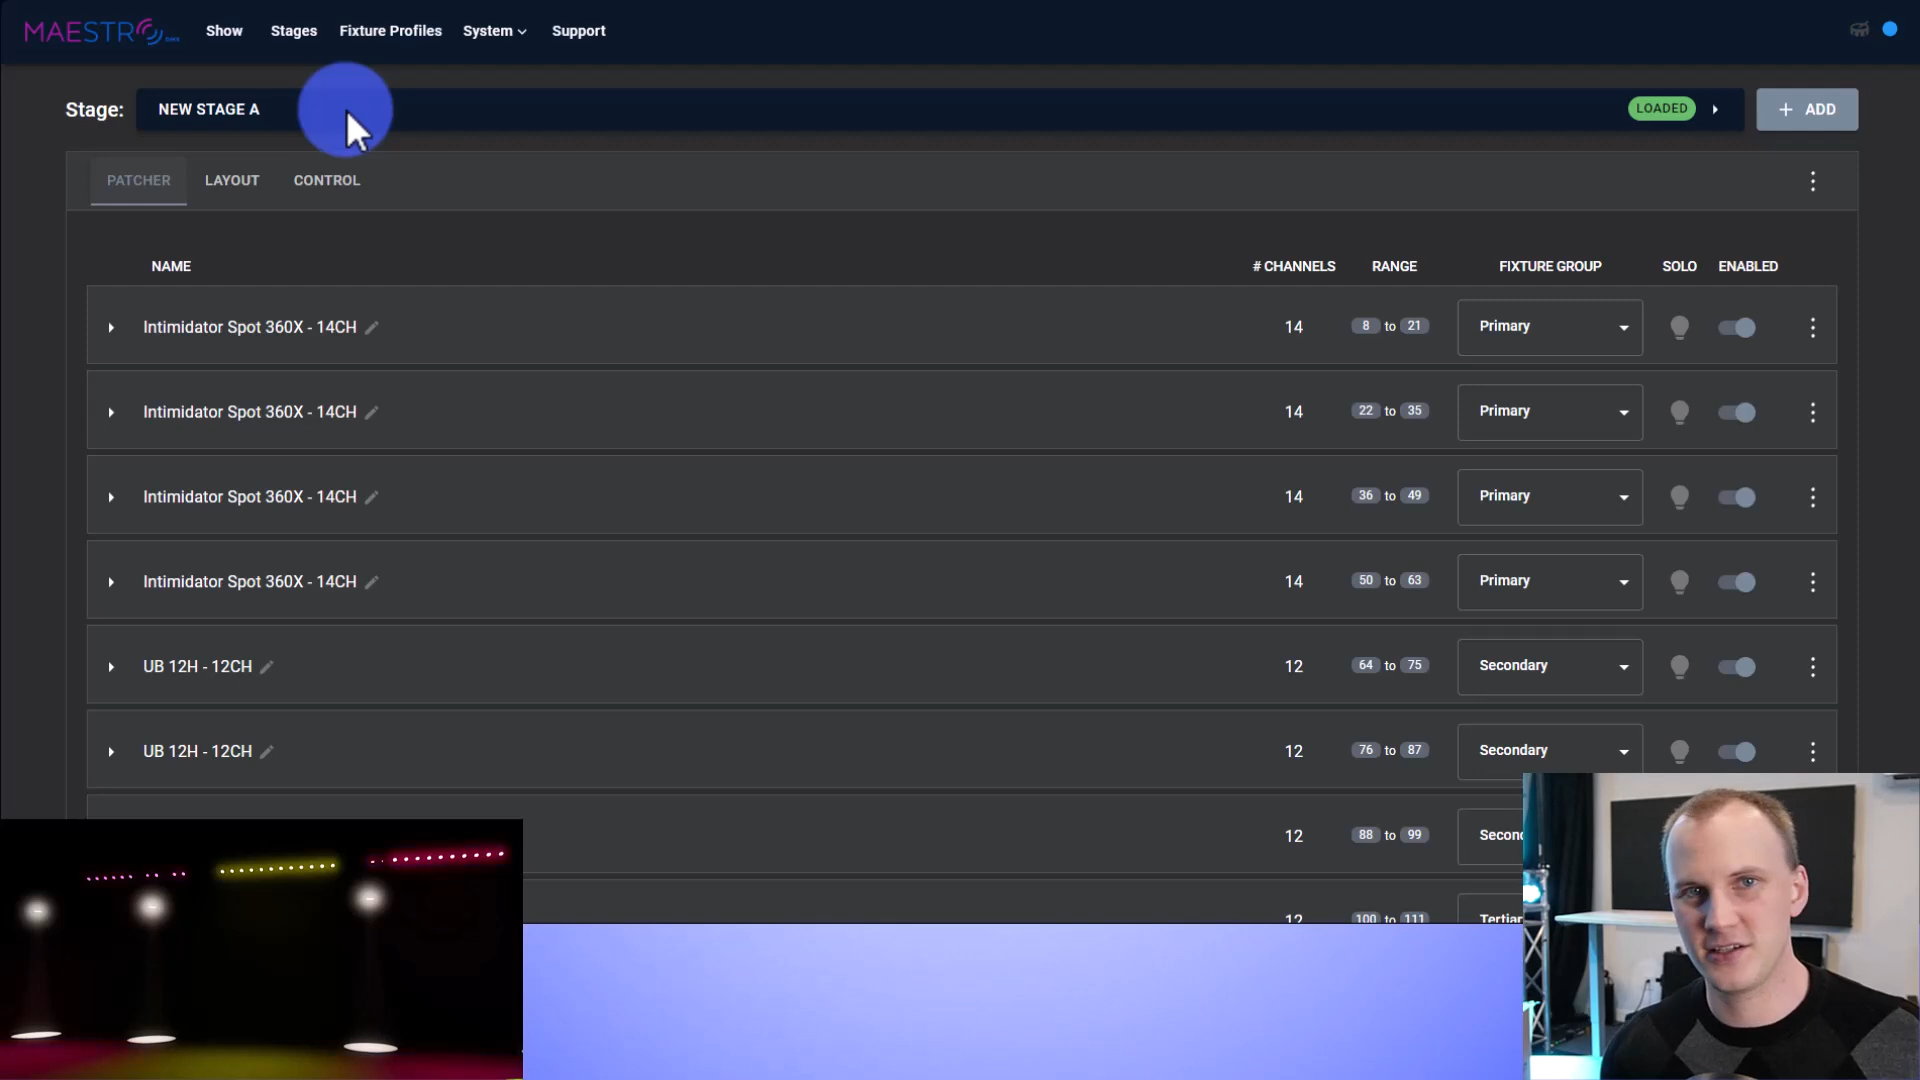 MAESTRO DMX Show Stages Fixture Profiles System Support
Stage: NEW STAGE A LOADED + ADD
PATCHER LAYOUT CONTROL
NAME # CHANNELS RANGE FIXTURE GROUP SOLO ENABLED
Intimidator Spot 360X - 14CH 14 8 to 21 Primary
Intimidator Spot 360X - 14CH 14 22 to 35 Primary
Intimidator Spot 360X - 14CH 14 36 to 49 Primary
Intimidator Spot 360X - 14CH 14 50 to 63 Primary
UB 12H - 12CH 12 64 to 75 Secondary
UB 12H - 12CH 12 76 to 87 Secondary
12 88 to 99 Secon
12 100 to 111 Tertiar